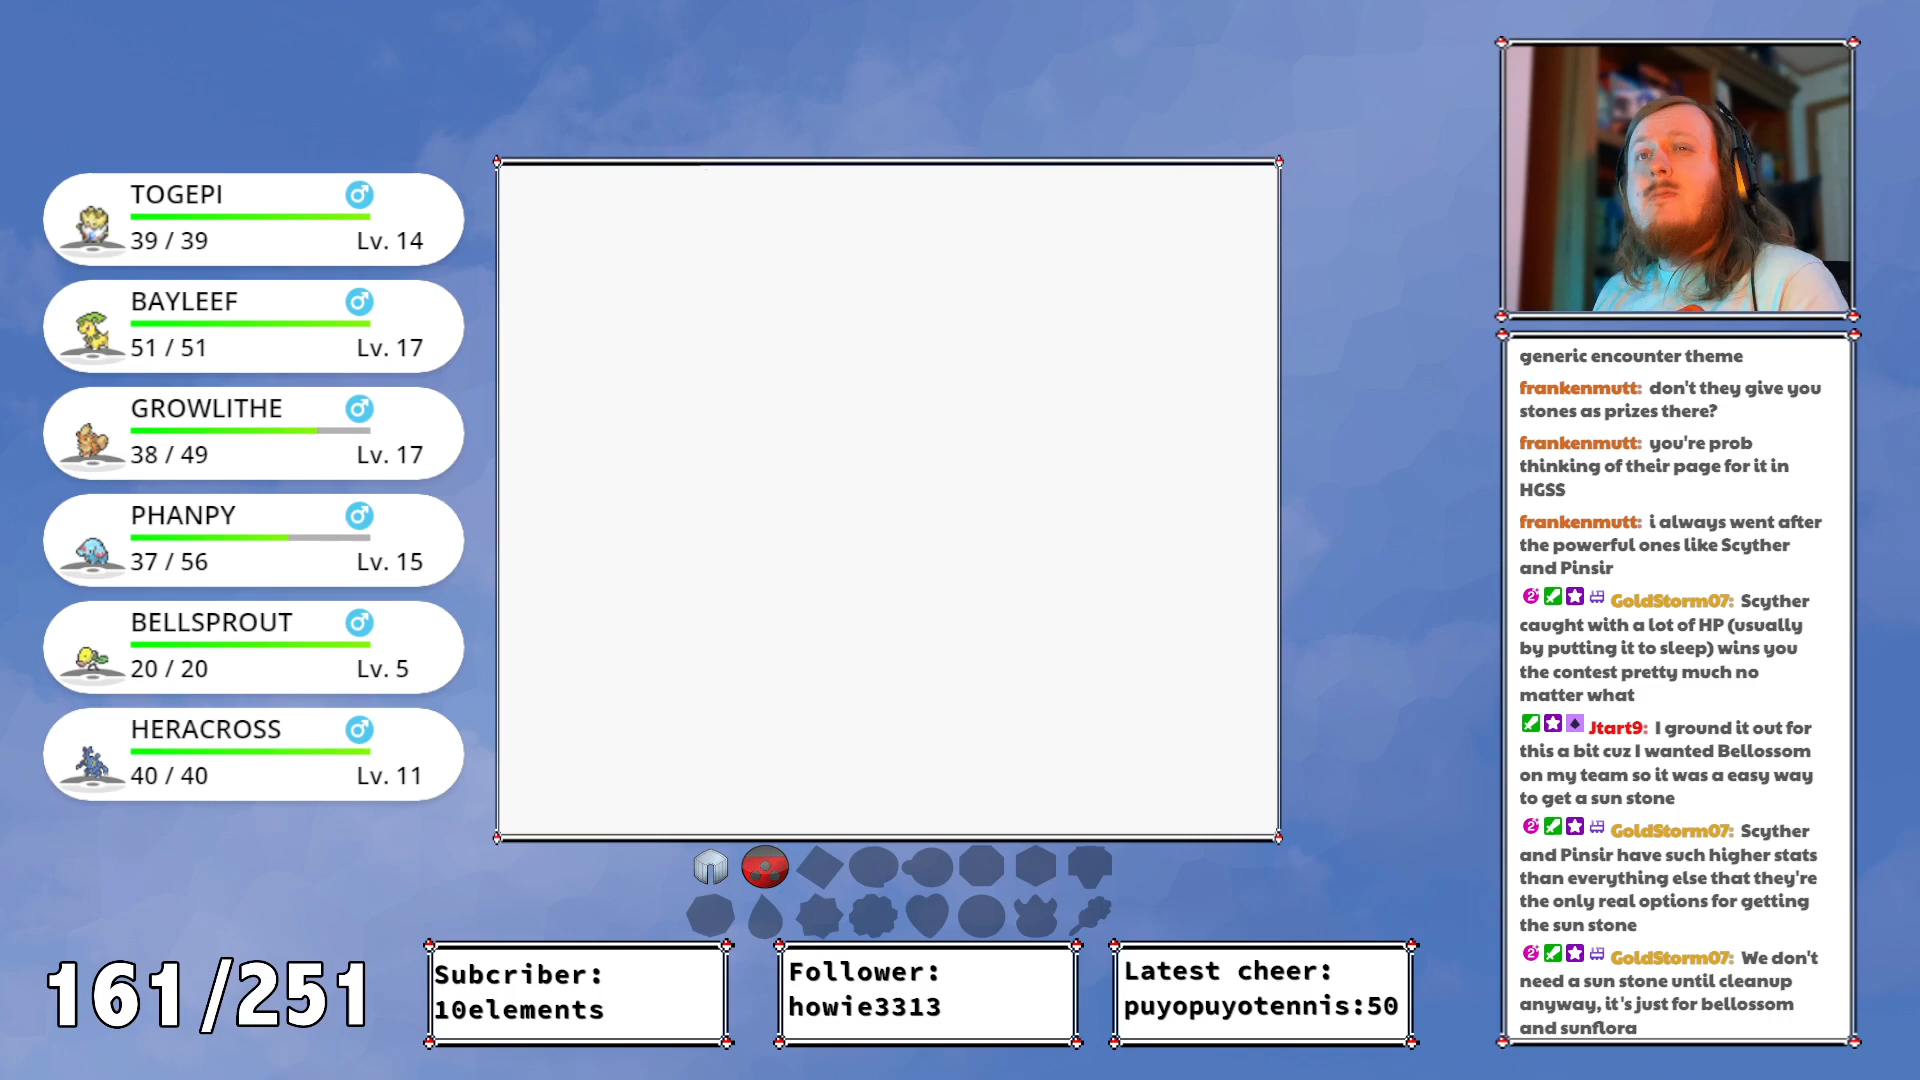 TOGEPI
39 / 39 Lv. 14
BAYLEEF
51 / 51 Lv. 17
GROWLITHE
38 / 49 Lv. 17
PHANPY
37 / 56 Lv. 15
BELLSPROUT
20 / 20 Lv. 5
HERACROSS
40 / 40 Lv. 11
161/251
Subcriber:
10elements
Follower:
howie3313
Latest cheer:
puyopuyotennis:50
generic encounter theme
frankenmutt: don't they give you
stones as prizes there?
frankenmutt: you're prob
thinking of their page for it in
HGSS
frankenmutt: i always went after
the powerful ones like Scyther
and Pinsir
GoldStorm07: Scyther
caught with a lot of HP (usually
by putting it to sleep) wins you
the contest pretty much no
matter what
Jtart9: I ground it out for
this a bit cuz I wanted Bellossom
on my team so it was a easy way
to get a sun stone
GoldStorm07: Scyther
and Pinsir have such higher stats
than everything else that they're
the only real options for getting
the sun stone
GoldStorm07: We don't
need a sun stone until cleanup
anyway, it's just for bellossom
and sunflora